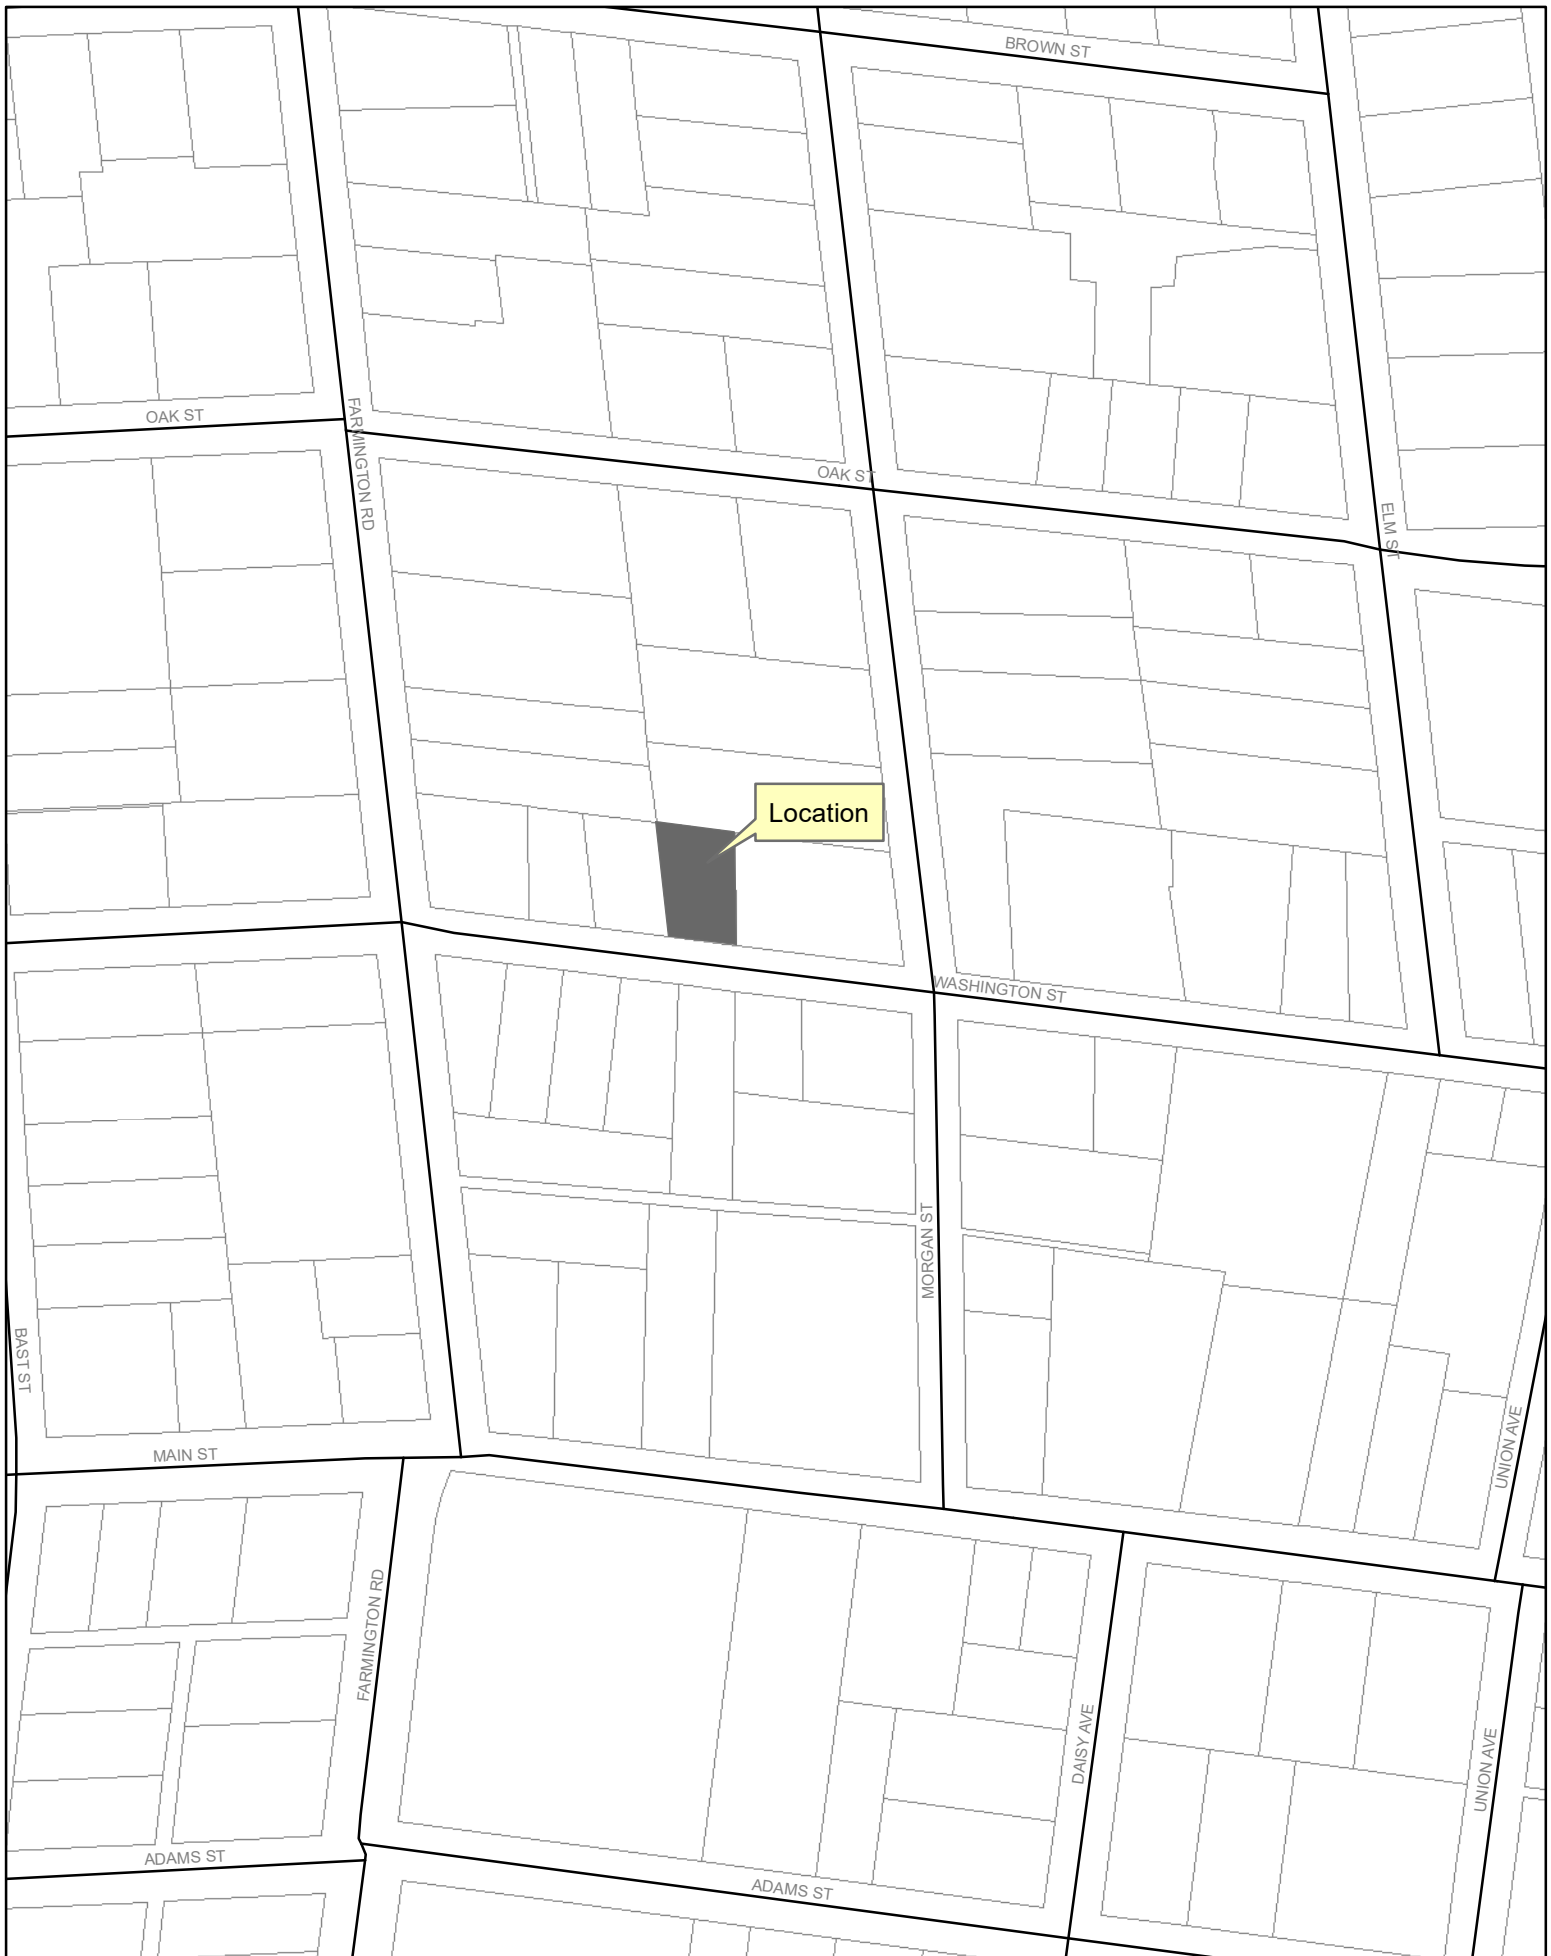 BROWN ST
OAK ST
FARMINGTON RD
OAK ST
ELM ST
Location
WASHINGTON ST
MORGAN ST
BAST ST
MAIN ST
UNION AVE
FARMINGTON RD
DAISY AVE
UNION AVE
ADAMS ST
ADAMS ST